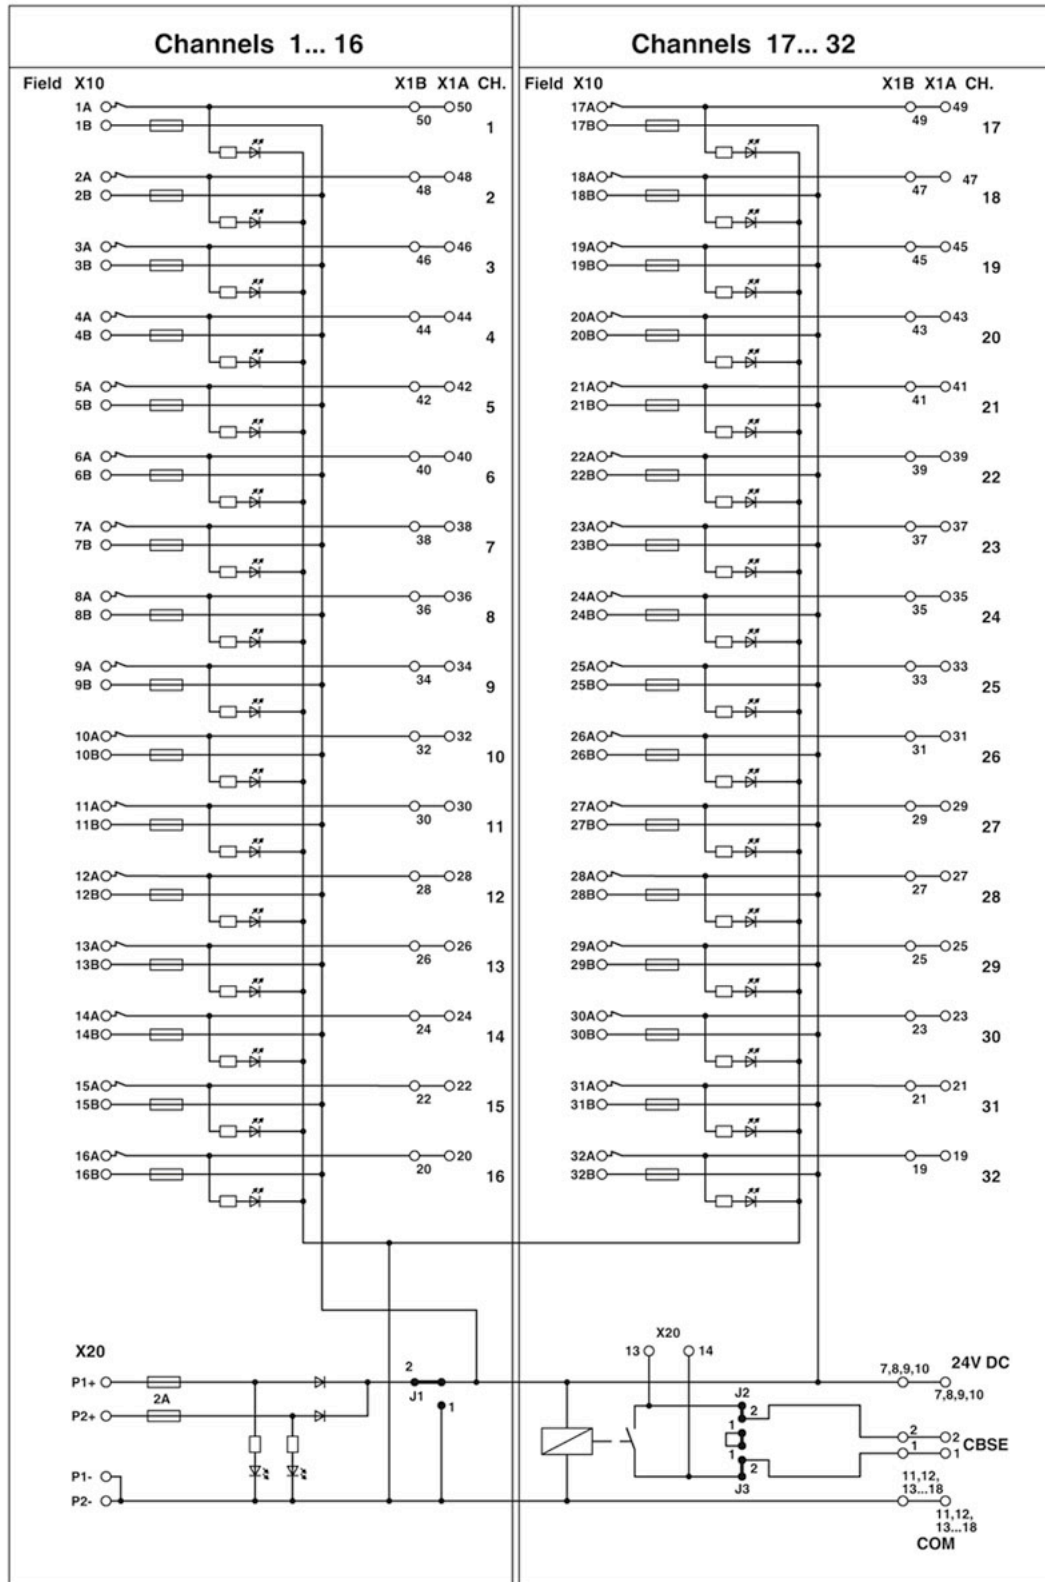 Channels 1... 16
Field X10 X1B X1A CH.
1A 50
1B 50 1
2A 48
2B 48 2
3A 46
3B 46 3
4A 44
4B 44 4
5A 42
5B 42 5
6A 40
6B 40 6
7A 38
7B 38 7
8A 36
8B 36 8
9A 34
9B 34 9
10A 32
10B 32 10
11A 30
11B 30 11
12A 28
12B 28 12
13A 26
13B 26 13
14A 24
14B 24 14
15A 22
15B 22 15
16A 20
16B 20 16
Channels 17... 32
Field X10 X1B X1A CH.
17A 49
17B 49 17
18A 47
18B 47 18
19A 45
19B 45 19
20A 43
20B 43 20
21A 41
21B 41 21
22A 39
22B 39 22
23A 37
23B 37 23
24A 35
24B 35 24
25A 33
25B 33 25
26A 31
26B 31 26
27A 29
27B 29 27
28A 27
28B 27 28
29A 25
29B 25 29
30A 23
30B 23 30
31A 21
31B 21 31
32A 19
32B 19 32
X20
P1+
2A
P2+
P1-
P2-
2
J1
1
X20
13 14
J2
2
1
1
2
J3
7,8,9,10 24V DC
7,8,9,10
2 2
1 1 CBSE
11,12,
13...18
11,12,
13...18
COM